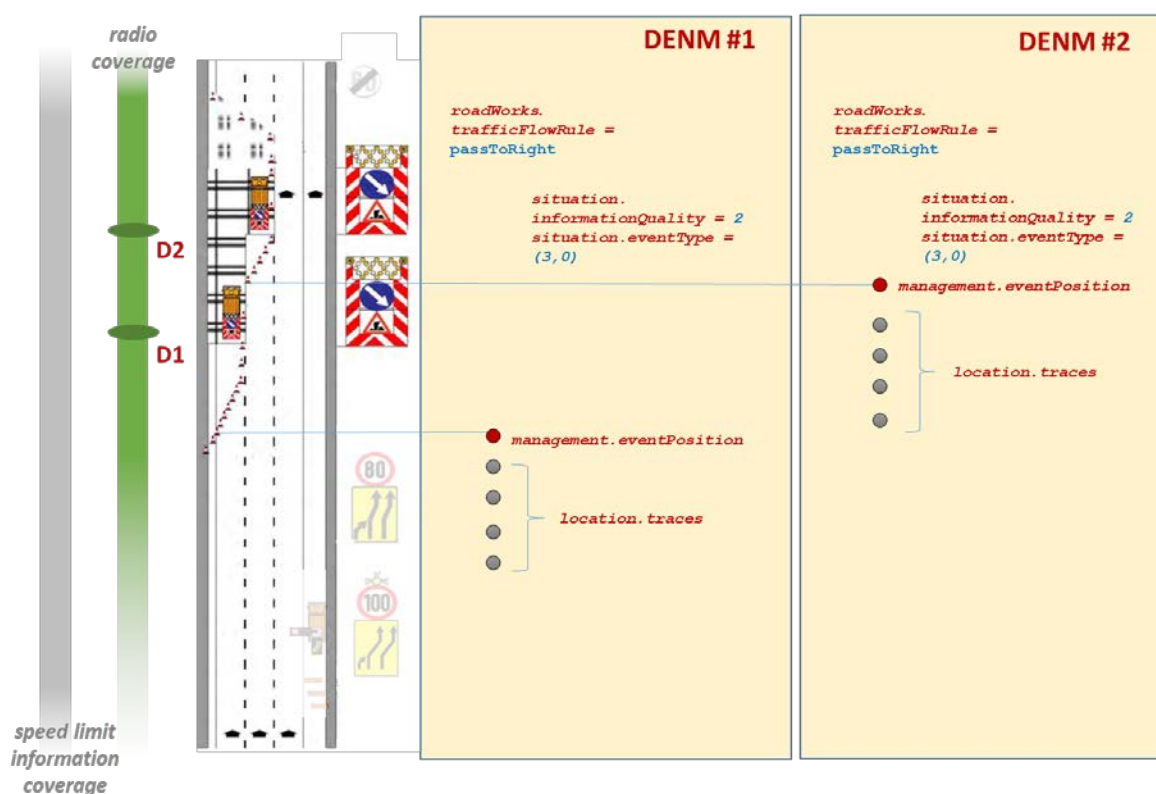 radio
coverage
D2
D1
speed limit
information
coverage
60
80
100
DENM #1
roadWorks.
trafficFlowRule =
passToRight
situation.
informationQuality = 2
situation.eventType =
(3,0)
management.eventPosition
location.traces
DENM #2
roadWorks.
trafficFlowRule =
passToRight
situation.
informationQuality = 2
situation.eventType =
(3,0)
management.eventPosition
location.traces